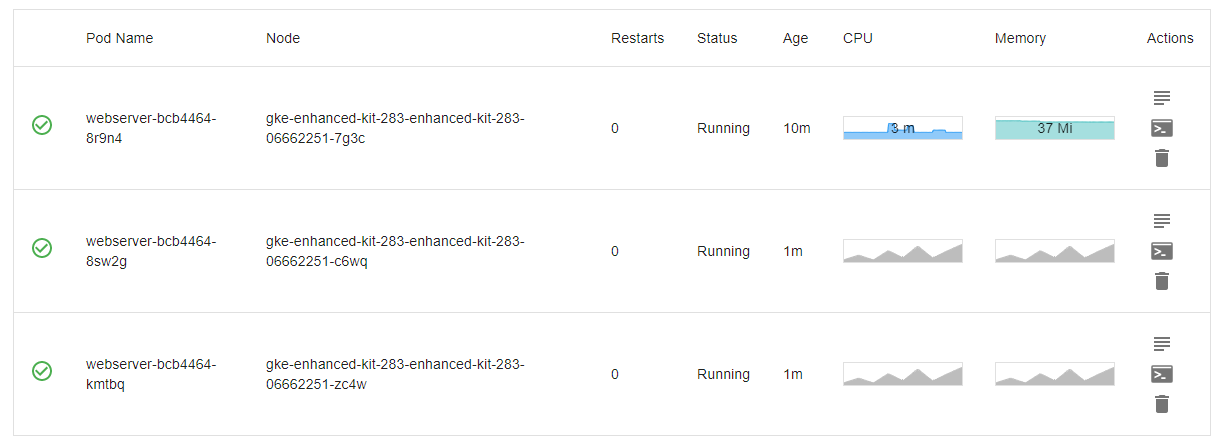 Pod Name Node Restarts Status Age CPU Memory Actions
webserver-bcb4464-
8r9n4
gke-enhanced-kit-283-enhanced-kit-283-
06662251-7g3c
0 Running 10m 3 m 37 Mi
webserver-bcb4464-
8sw2g
gke-enhanced-kit-283-enhanced-kit-283-
06662251-c6wq
0 Running 1m
webserver-bcb4464-
kmtbq
gke-enhanced-kit-283-enhanced-kit-283-
06662251-zc4w
0 Running 1m